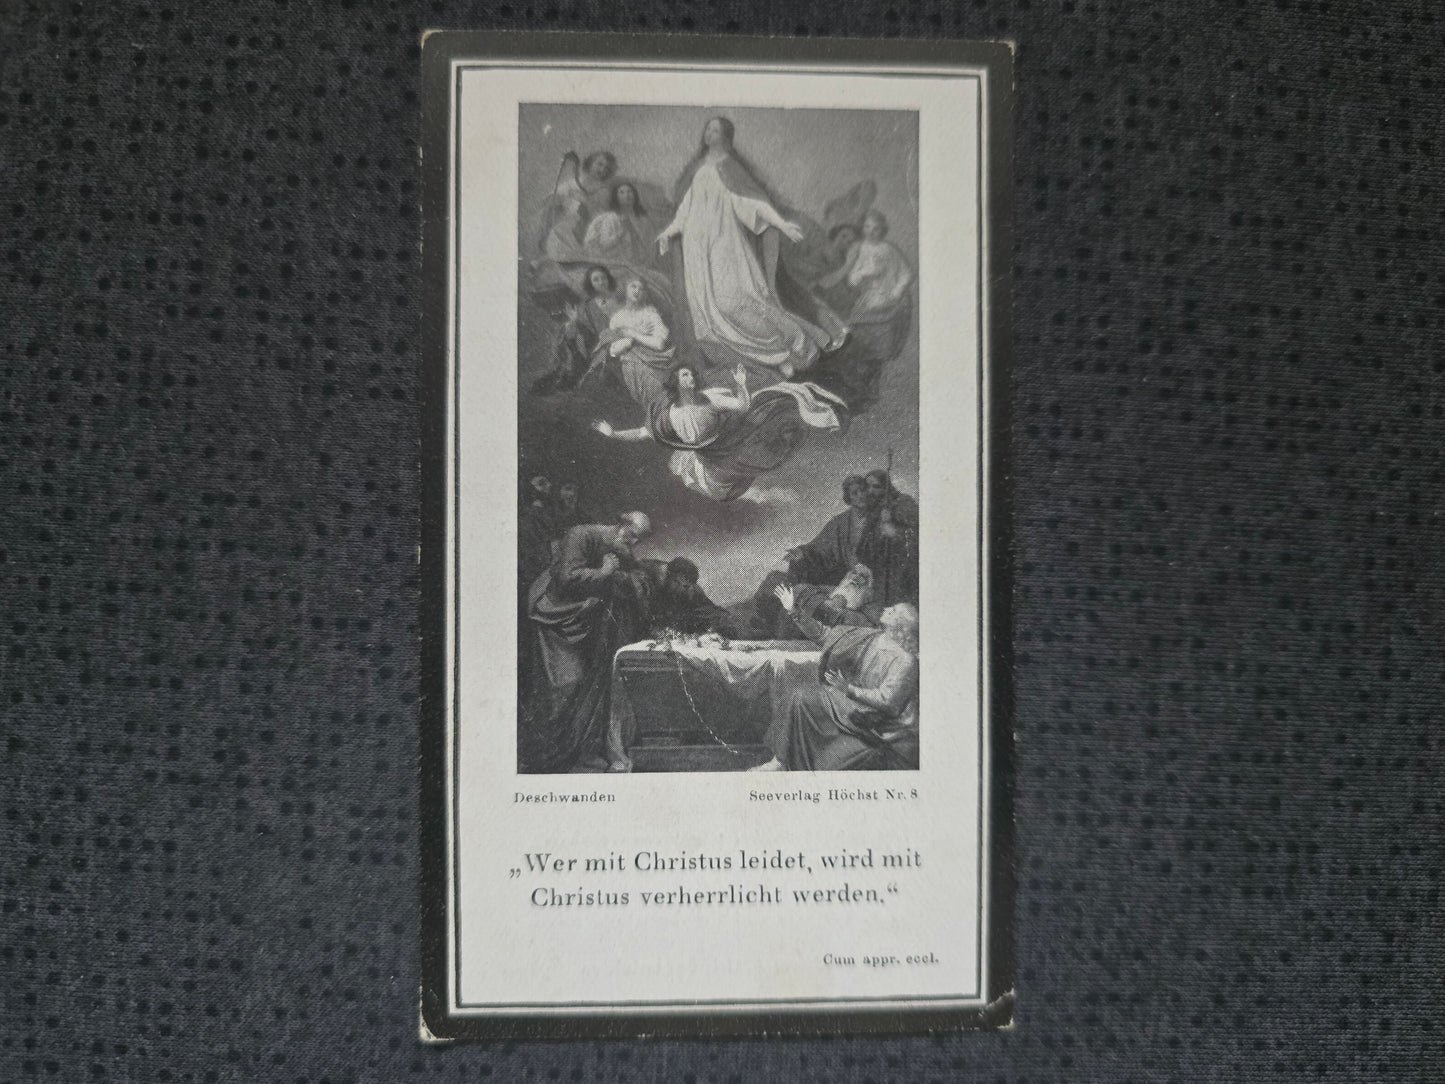 Deschwanden
Seeverlag Höchst Nr. 8
„Wer mit Christus leidet, wird mit
Christus verherrlicht werden.“
Cum appr. eccl.